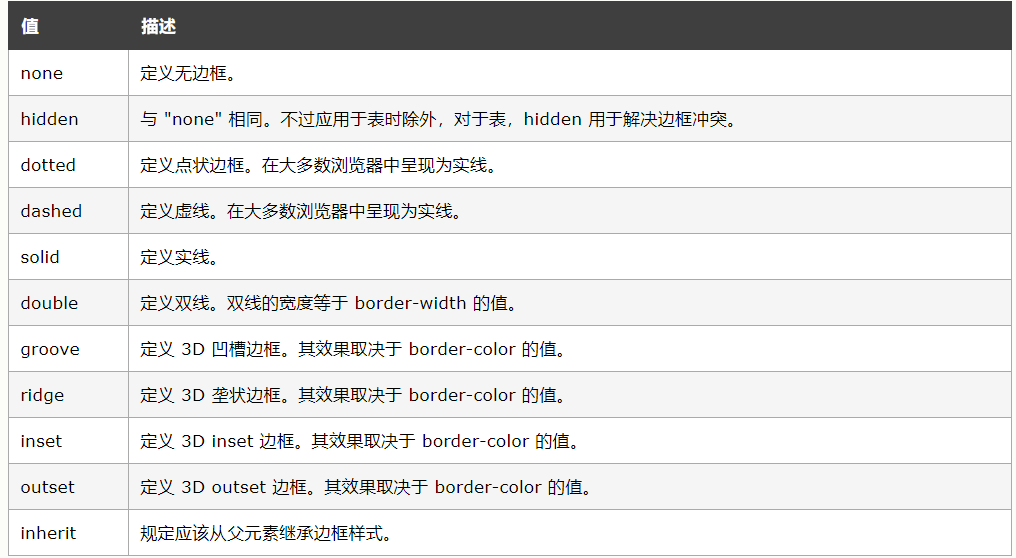 值 描述
none 定义无边框。
hidden 与 "none" 相同。不过应用于表时除外，对于表，hidden 用于解决边框冲突。
dotted 定义点状边框。在大多数浏览器中呈现为实线。
dashed 定义虚线。在大多数浏览器中呈现为实线。
solid 定义实线。
double 定义双线。双线的宽度等于 border-width 的值。
groove 定义 3D 凹槽边框。其效果取决于 border-color 的值。
ridge 定义 3D 垄状边框。其效果取决于 border-color 的值。
inset 定义 3D inset 边框。其效果取决于 border-color 的值。
outset 定义 3D outset 边框。其效果取决于 border-color 的值。
inherit 规定应该从父元素继承边框样式。